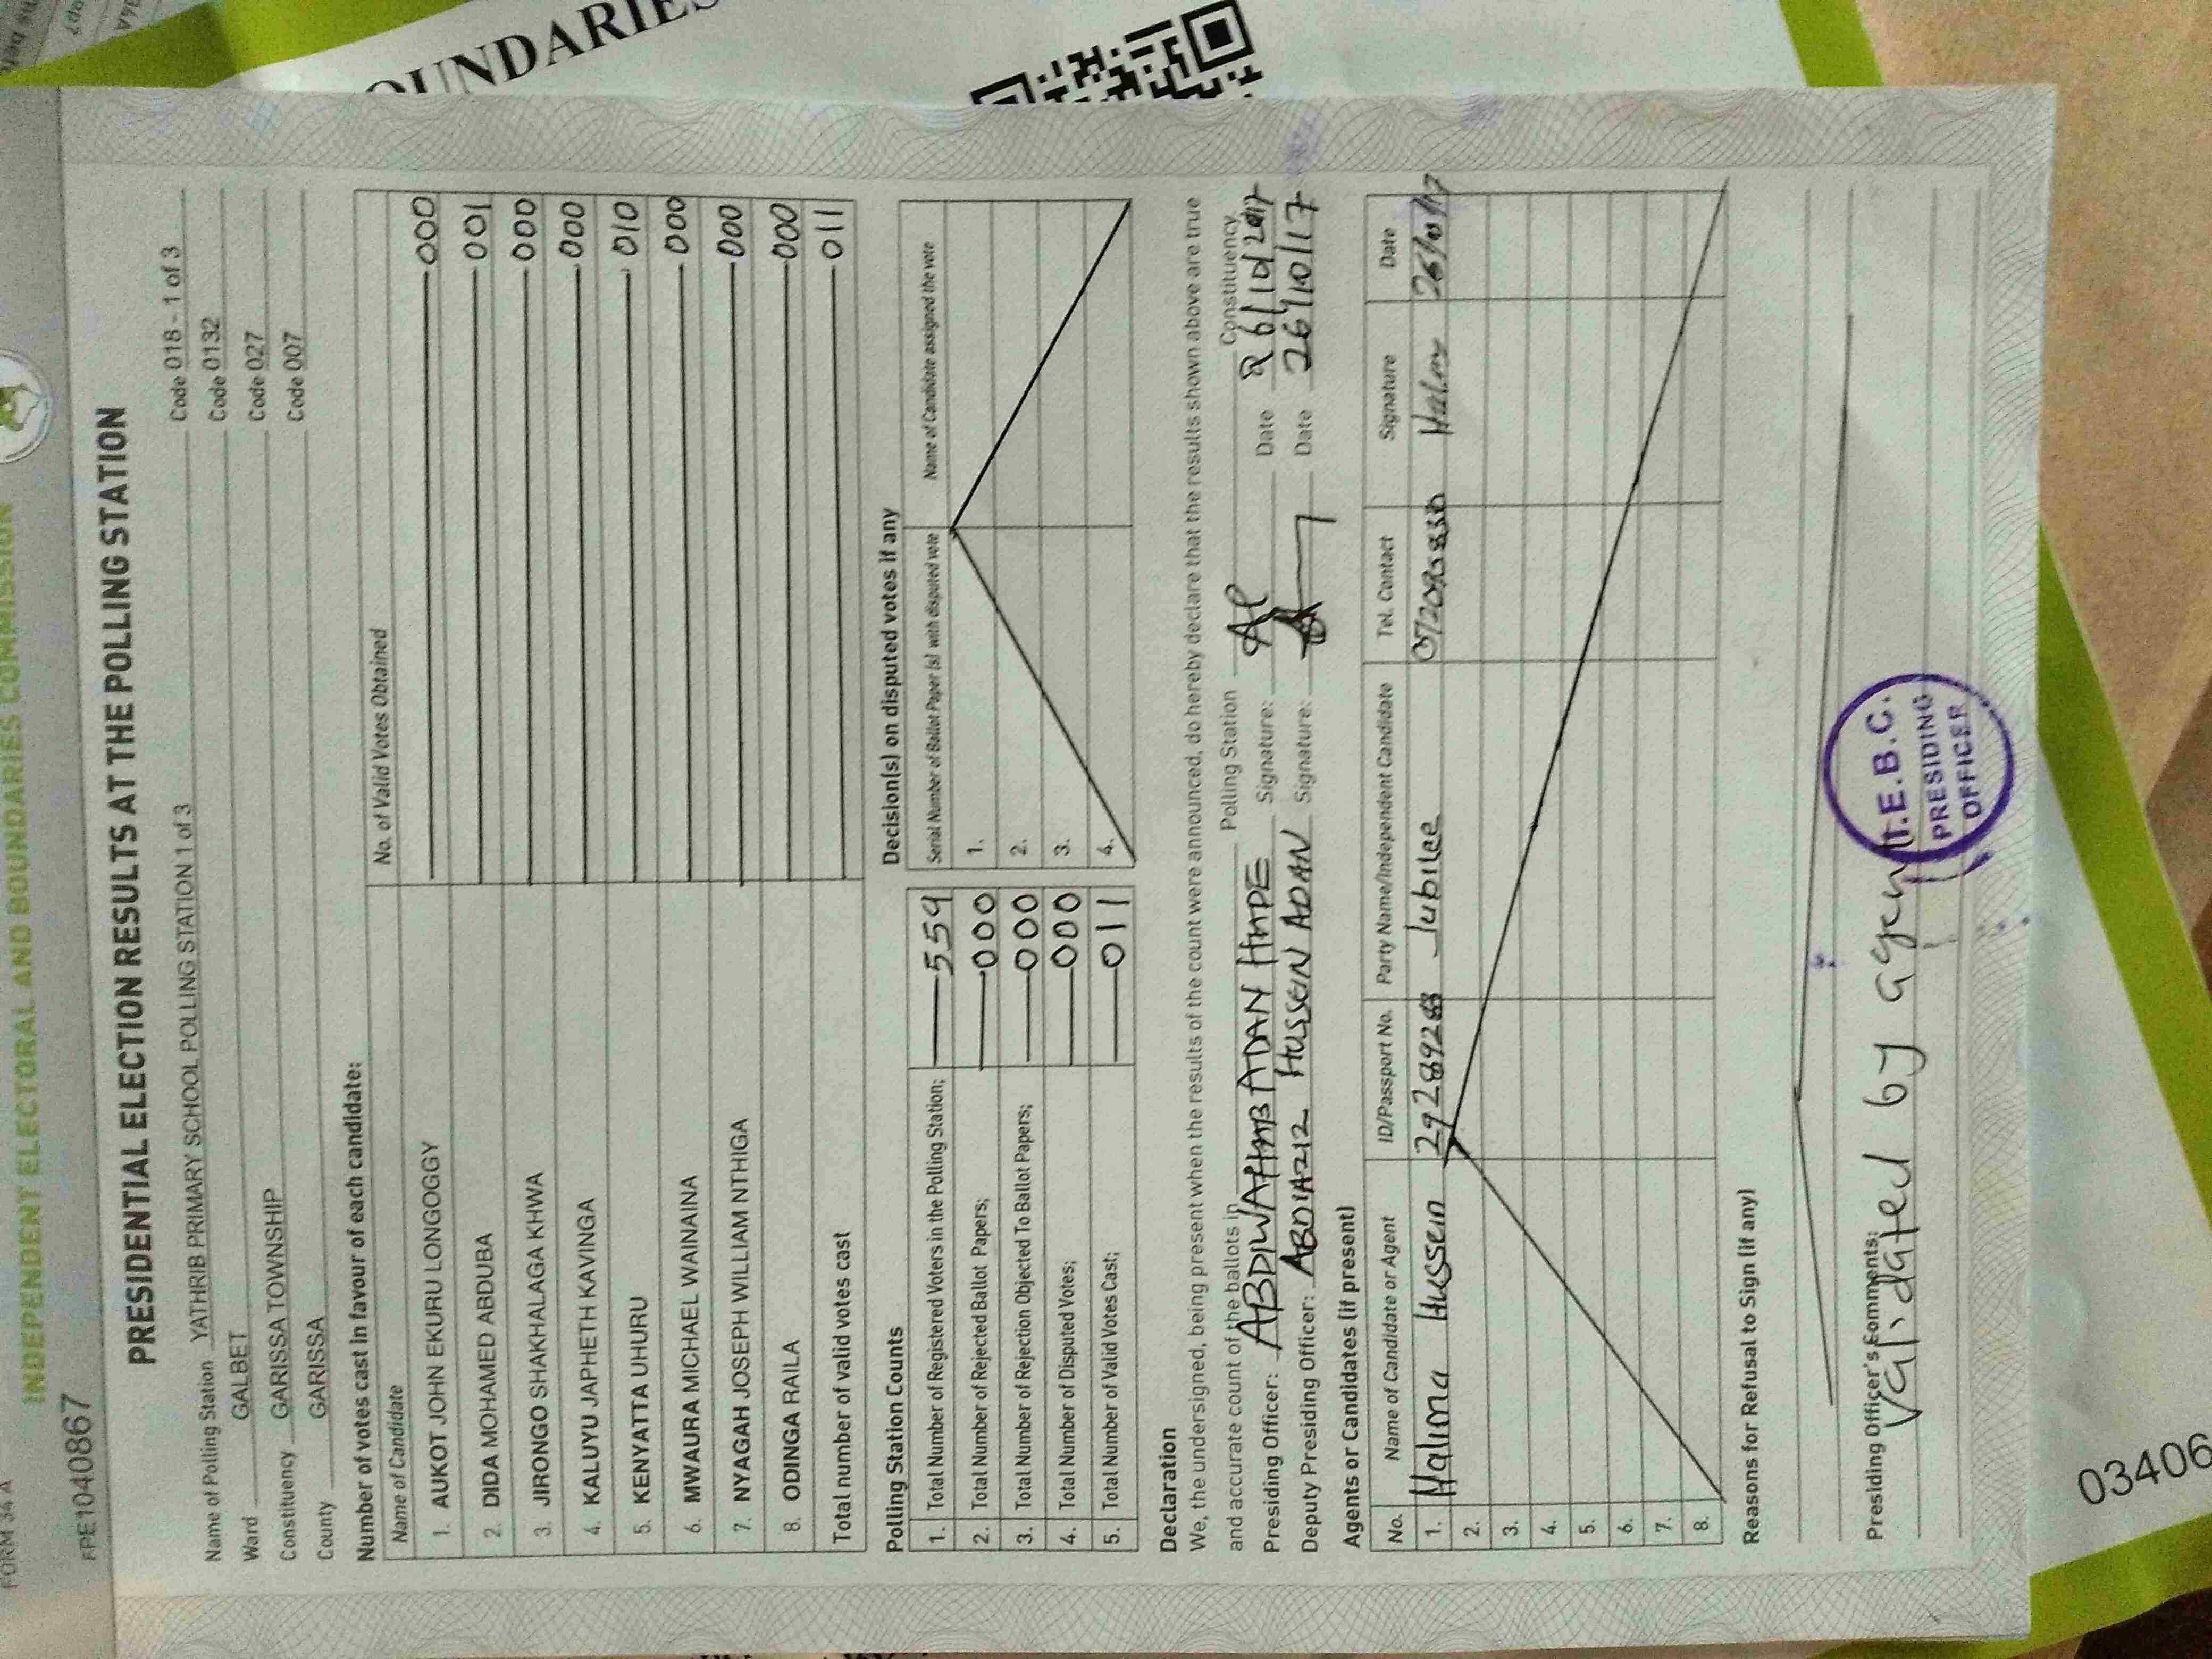 OUNDARIES
FORM 34 A
INDEPENDENT ELECTORAL AND BOUNDARIES COMMISSION
FPE1040867
PRESIDENTIAL ELECTION RESULTS AT THE POLLING STATION
Name of Polling Station YATHRIB PRIMARY SCHOOL POLLING STATION 1 of 3 Code 018 - 1 of 3
Ward GALBET Code 0132
Constituency GARISSA TOWNSHIP Code 027
County GARISSA Code 007
Number of votes cast in favour of each candidate:
Name of Candidate No. of Valid Votes Obtained
1. AUKOT JOHN EKURU LONGOGGY 000
2. DIDA MOHAMED ABDUBA 001
3. JIRONGO SHAKHALAGA KHWA 000
4. KALUYU JAPHETH KAVINGA 000
5. KENYATTA UHURU 010
6. MWAURA MICHAEL WAINAINA 000
7. NYAGAH JOSEPH WILLIAM NTHIGA 000
8. ODINGA RAILA 000
Total number of valid votes cast 011
Polling Station Counts
1. Total Number of Registered Voters in the Polling Station; 559
2. Total Number of Rejected Ballot Papers; 000
3. Total Number of Rejection Objected To Ballot Papers; 000
4. Total Number of Disputed Votes; 000
5. Total Number of Valid Votes Cast; 011
Decision(s) on disputed votes if any
Serial Number of Ballot Paper (s) with disputed vote Name of Candidate assigned the vote
1.
2.
3.
4.
Declaration
We, the undersigned, being present when the results of the count were announced, do hereby declare that the results shown above are true
and accurate count of the ballots in Polling Station Constituency
Presiding Officer: ABDIWAHAB ADAN Signature: Date 26/10/2017
Deputy Presiding Officer: ABDIAZIZ HUSSEIN ADAN Signature: Date 26/10/17
Agents or Candidates (if present)
No. Name of Candidate or Agent ID/Passport No. Party Name/Independent Candidate Tel. Contact Signature Date
1. Halima Hussein Jubilee 26/10/17
2.
3.
4.
5.
6.
7.
8.
Reasons for Refusal to Sign (if any)
Presiding Officer's Comments:
Validated by agent
I.E.B.C.
PRESIDING
OFFICER
03406